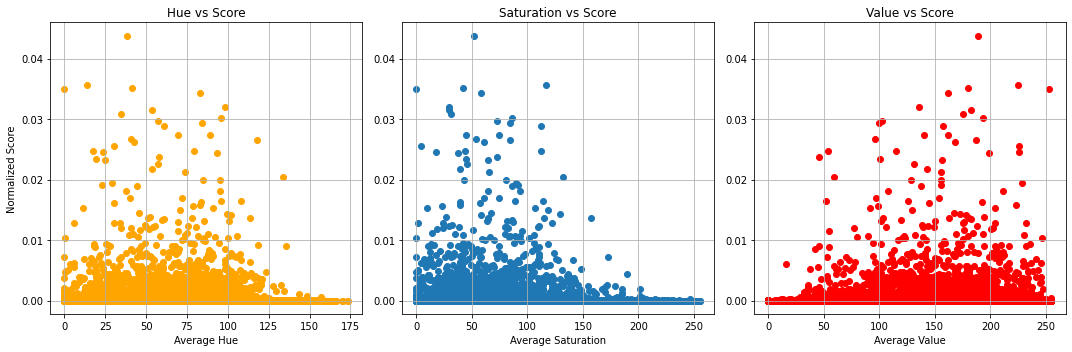 Hue vs Score
Saturation vs Score
Value vs Score
Normalized Score
0.04
0.03
0.02
0.01
0.00
0.04
0.03
0.02
0.01
0.00
0.04
0.03
0.02
0.01
0.00
0 25 50 75 100 125 150 175
0 50 100 150 200 250
0 50 100 150 200 250
Average Hue
Average Saturation
Average Value